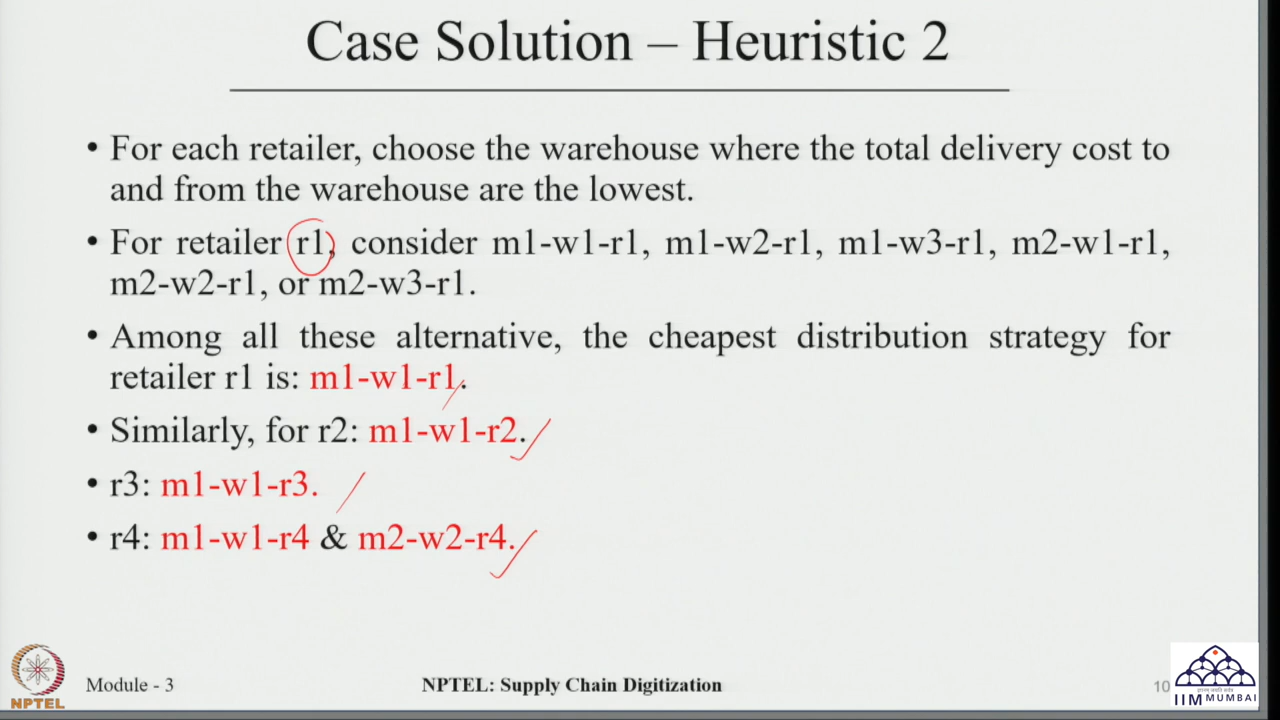 Case Solution – Heuristic 2
• For each retailer, choose the warehouse where the total delivery cost to
and from the warehouse are the lowest.
• For retailer r1, consider m1-w1-r1, m1-w2-r1, m1-w3-r1, m2-w1-r1,
m2-w2-r1, or m2-w3-r1.
• Among all these alternative, the cheapest distribution strategy for
retailer r1 is: m1-w1-r1.
• Similarly, for r2: m1-w1-r2.
• r3: m1-w1-r3.
• r4: m1-w1-r4 & m2-w2-r4.
NPTEL
Module - 3
NPTEL: Supply Chain Digitization
10
IIM MUMBAI